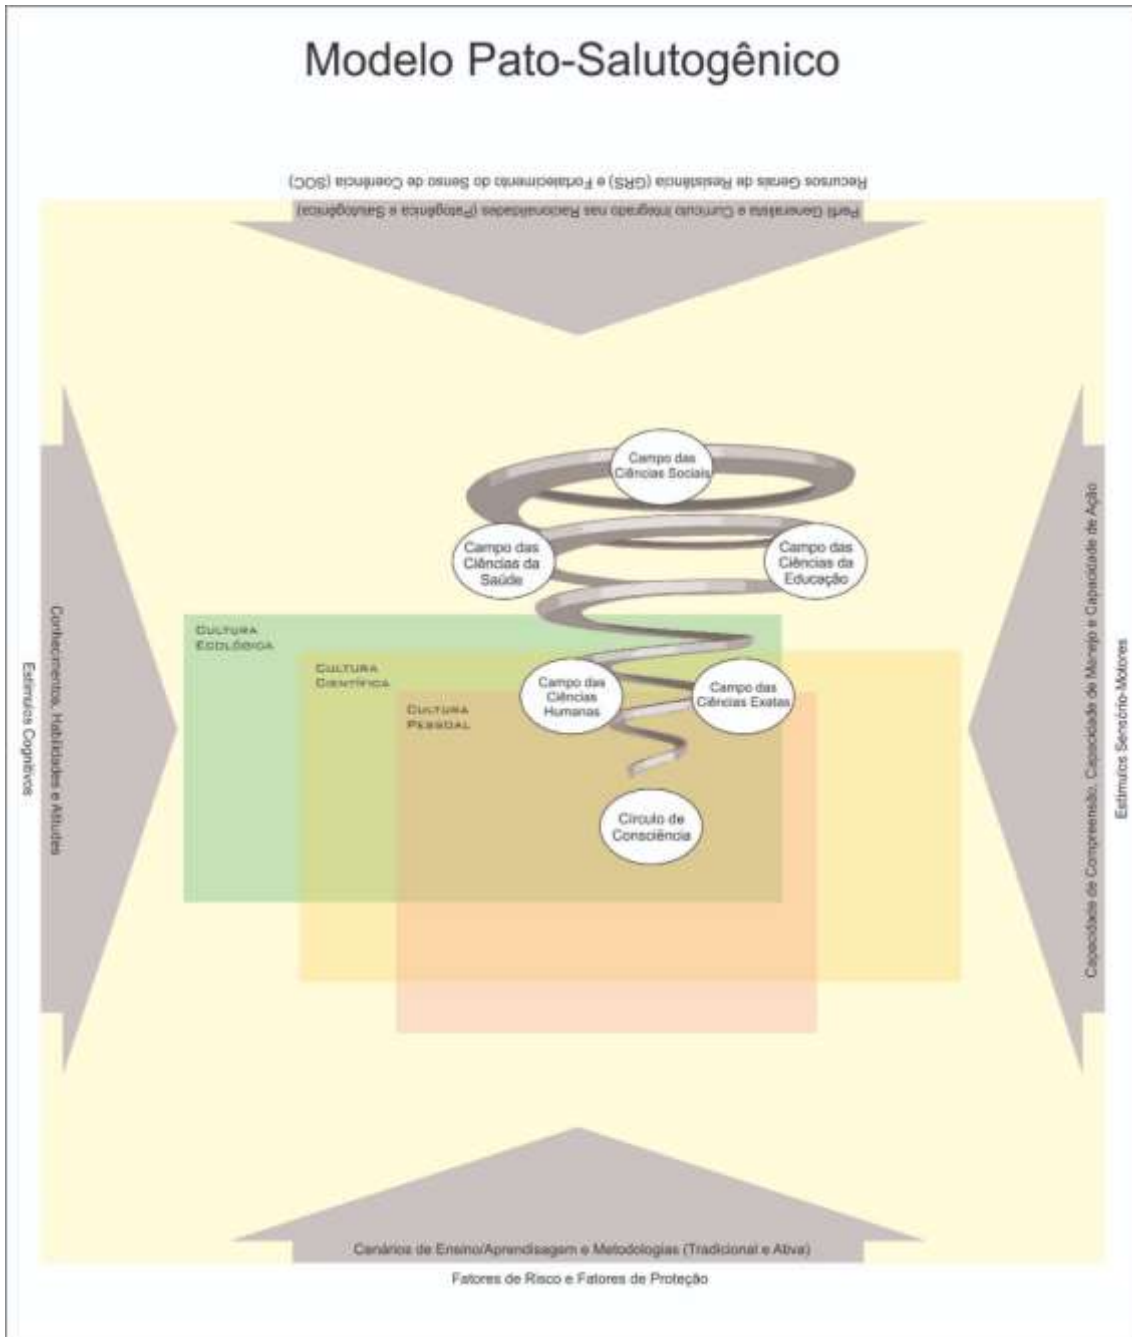 Modelo Pato-Salutogênico
Recursos Gerais de Resistência (GRS) e Fortalecimento do Senso de Coerência (SOC)
Perfil Generalista e Currículo Integrado nas Racionalidades (Patogênica e Salutogênica)
Campo das
Ciências Sociais
Campo das
Ciências da
Saúde
Campo das
Ciências da
Educação
CULTURA
ECOLÓGICA
CULTURA
CIENTÍFICA
CULTURA
PESSOAL
Campo das
Ciências
Humanas
Campo das
Ciências Exatas
Círculo de
Consciência
Estímulos Cognitivos
Conhecimentos, Habilidades e Atitudes
Capacidade de Compreensão, Capacidade de Manejo e Capacidade de Ação
Estímulos Sensório-Motores
Cenários de Ensino/Aprendisagem e Metodologias (Tradicional e Ativa)
Fatores de Risco e Fatores de Proteção